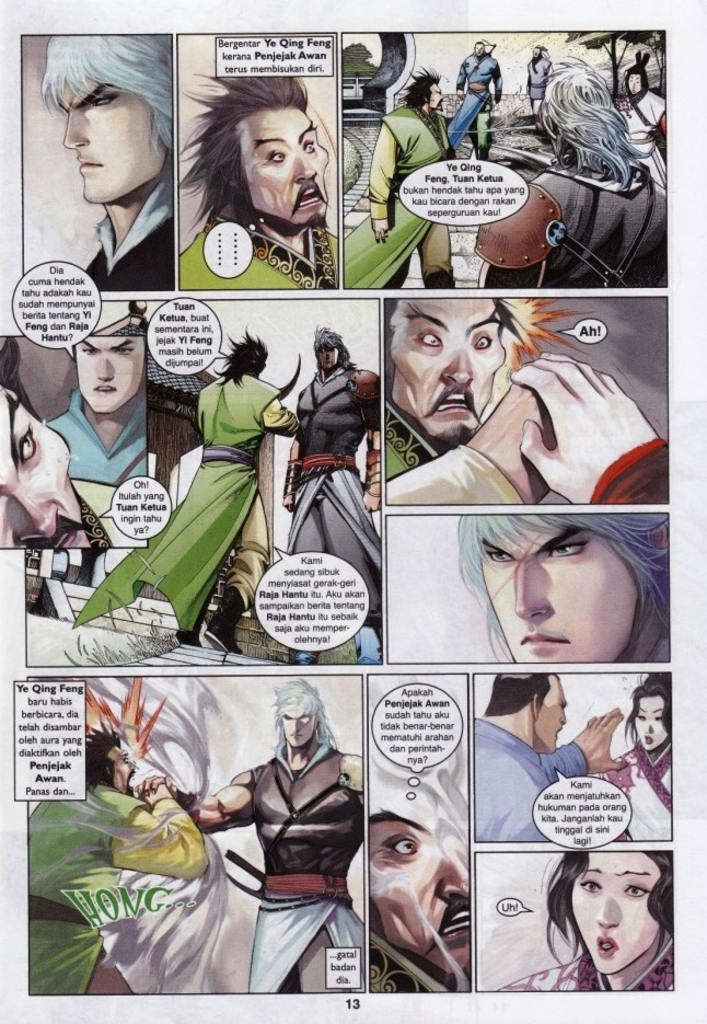 Bergentar Ye Qing Feng
kerana Penjejak Awan
terus membisukan diri.
Ye Qing
Feng, Tuan Ketua
bukan hendak tahu apa yang
kau bicara dengan rakan
seperguruan kau!
Dia
cuma hendak
tahu adakah kau
sudah mempunyai
berita tentang Yi
Feng dan Raja
Hantu?
Oh!
Itulah yang
Tuan Ketua
ingin tahu
ya?
Tuan
Ketua, buat
sementara ini,
jejak Yi Feng
masih belum
dijumpai!
Kami
sedang sibuk
menyiasat gerak-geri
Raja Hantu itu. Aku akan
sampaikan berita tentang
Raja Hantu itu sebaik
saja aku memper-
olehnya!
Ah!
Ye Qing Feng
baru habis
berbicara, dia
telah disambar
oleh aura yang
diaktifkan oleh
Penjejak
Awan.
Panas dan...
HONG...
...gatal
badan
dia.
Apakah
Penjejak Awan
sudah tahu aku
tidak benar-benar
mematuhi arahan
dan perintah-
nya?
Kami
akan menjatuhkan
hukuman pada orang
kita. Janganlah kau
tinggal di sini
lagi!
Uh!
13